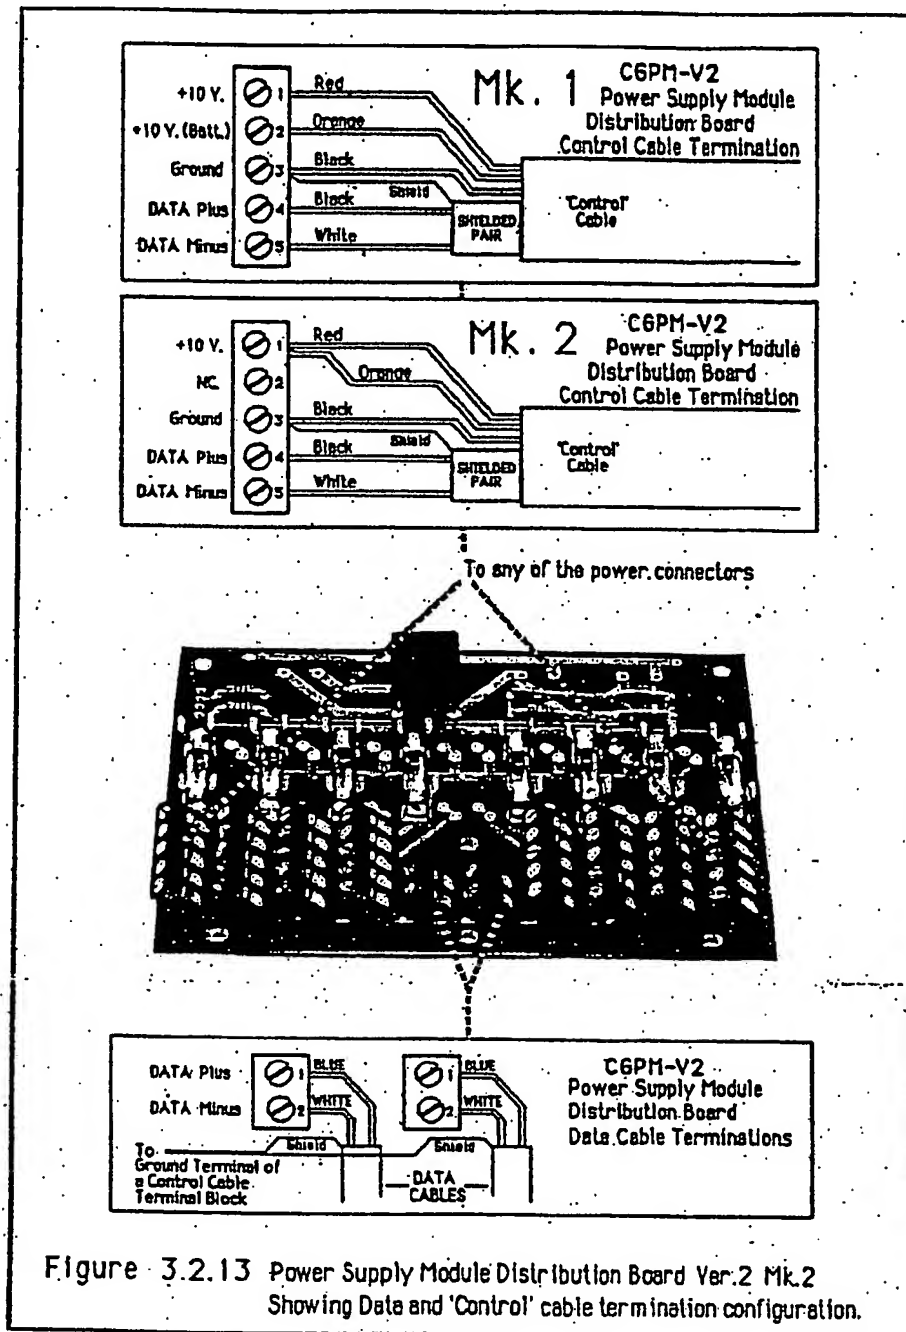 Mk. 1
C6PM-V2
Power Supply Module
Distribution Board
Control Cable Termination
+10 V. 1 Red
+10 V. (Batt.) 2 Orange
Ground 3 Black
Shield
DATA Plus 4 Black
DATA Minus 5 White
SHIELDED
PAIR
'Control'
Cable
Mk. 2
C6PM-V2
Power Supply Module
Distribution Board
Control Cable Termination
+10 V. 1 Red
NC. 2 Orange
Ground 3 Black
Shield
DATA Plus 4 Black
DATA Minus 5 White
SHIELDED
PAIR
'Control'
Cable
To any of the power connectors
DATA Plus 1 BLUE 1 BLUE
DATA Minus 2 WHITE 2 WHITE
Shield Shield
To
Ground Terminal of
a Control Cable
Terminal Block
DATA
CABLES
C6PM-V2
Power Supply Module
Distribution Board
Data Cable Terminations
Figure 3.2.13 Power Supply Module Distribution Board Ver.2 Mk.2
Showing Data and 'Control' cable termination configuration.